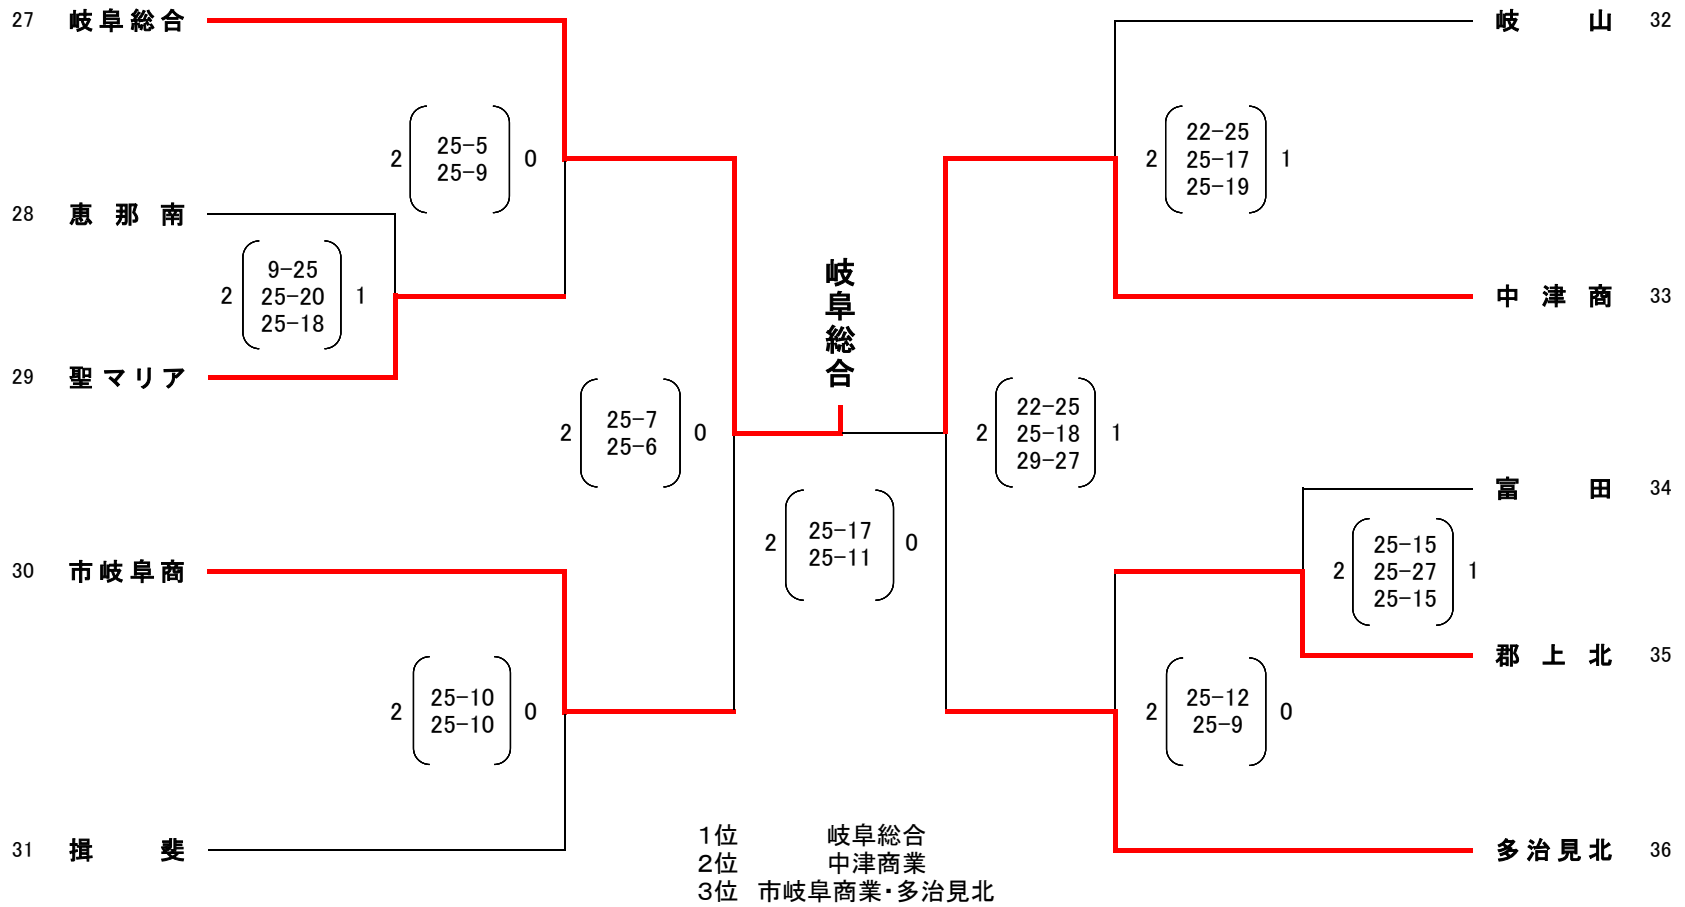 27 岐阜総合
岐山 32
2 25-5 0
25-9
2 22-25 1
25-17
25-19
28 恵那南
2 9-25 1
25-20
25-18
岐阜総合
中津商 33
29 聖マリア
2 25-7 0
25-6
2 22-25 1
25-18
29-27
富田 34
2 25-17 0
25-11
2 25-15 1
25-27
25-15
30 市岐阜商
郡上北 35
2 25-10 0
25-10
2 25-12 0
25-9
31 揖斐
多治見北 36
1位 岐阜総合
2位 中津商業
3位 市岐阜商業・多治見北